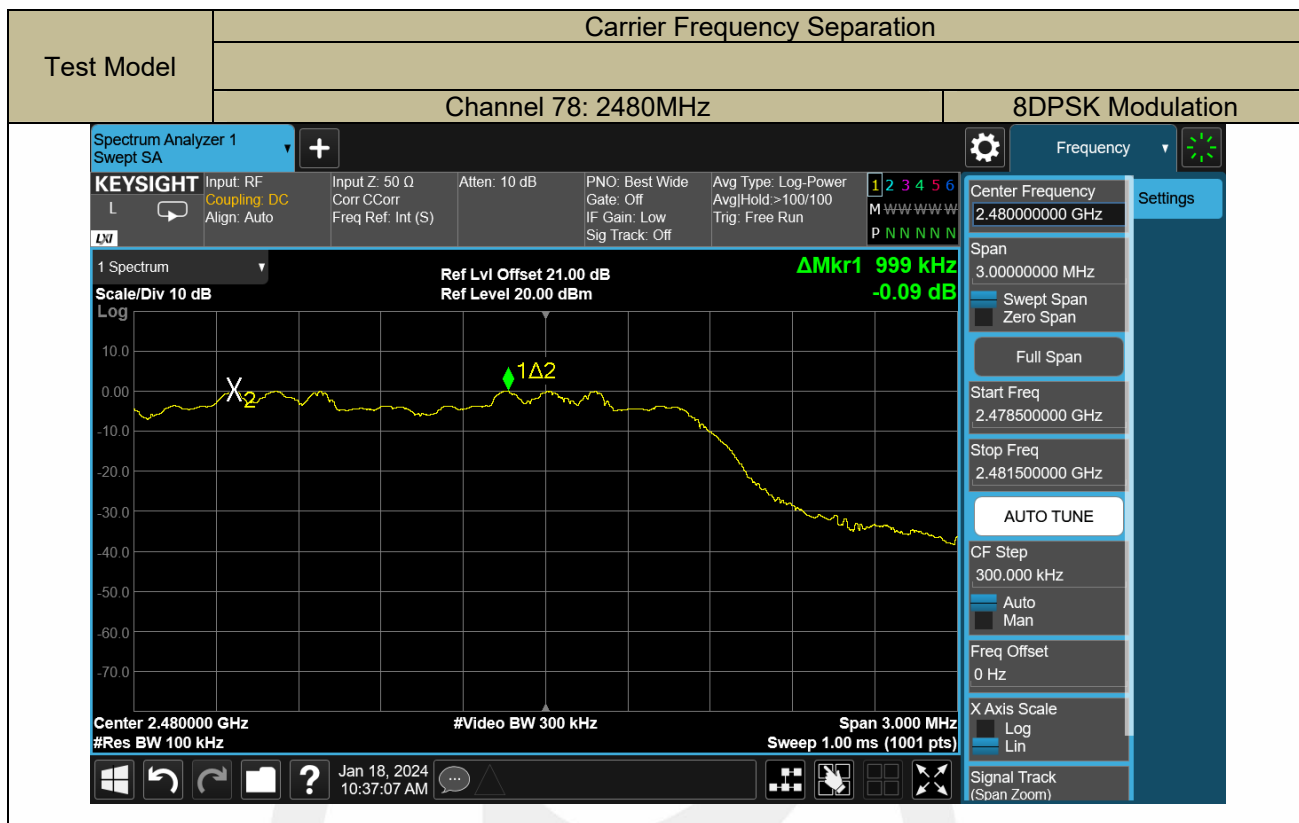 Carrier Frequency Separation
Test Model
Channel 78: 2480MHz 8DPSK Modulation
Spectrum Analyzer 1
Swept SA
+
Frequency
KEYSIGHT
L
LXI
Input: RF
Coupling: DC
Align: Auto
Input Z: 50 Ω
Corr CCorr
Freq Ref: Int (S)
Atten: 10 dB
PNO: Best Wide
Gate: Off
IF Gain: Low
Sig Track: Off
Avg Type: Log-Power
Avg|Hold:>100/100
Trig: Free Run
1 2 3 4 5 6
M W W W W W
P N N N N N
Settings
1 Spectrum
Scale/Div 10 dB
Ref Lvl Offset 21.00 dB
Ref Level 20.00 dBm
ΔMkr1 999 kHz
-0.09 dB
Log
10.0
0.00
-10.0
-20.0
-30.0
-40.0
-50.0
-60.0
-70.0
X2
1Δ2
Center 2.480000 GHz
#Res BW 100 kHz
#Video BW 300 kHz
Span 3.000 MHz
Sweep 1.00 ms (1001 pts)
Center Frequency
2.480000000 GHz
Span
3.00000000 MHz
Swept Span
Zero Span
Full Span
Start Freq
2.478500000 GHz
Stop Freq
2.481500000 GHz
AUTO TUNE
CF Step
300.000 kHz
Auto
Man
Freq Offset
0 Hz
X Axis Scale
Log
Lin
Signal Track
(Span Zoom)
?
Jan 18, 2024
10:37:07 AM